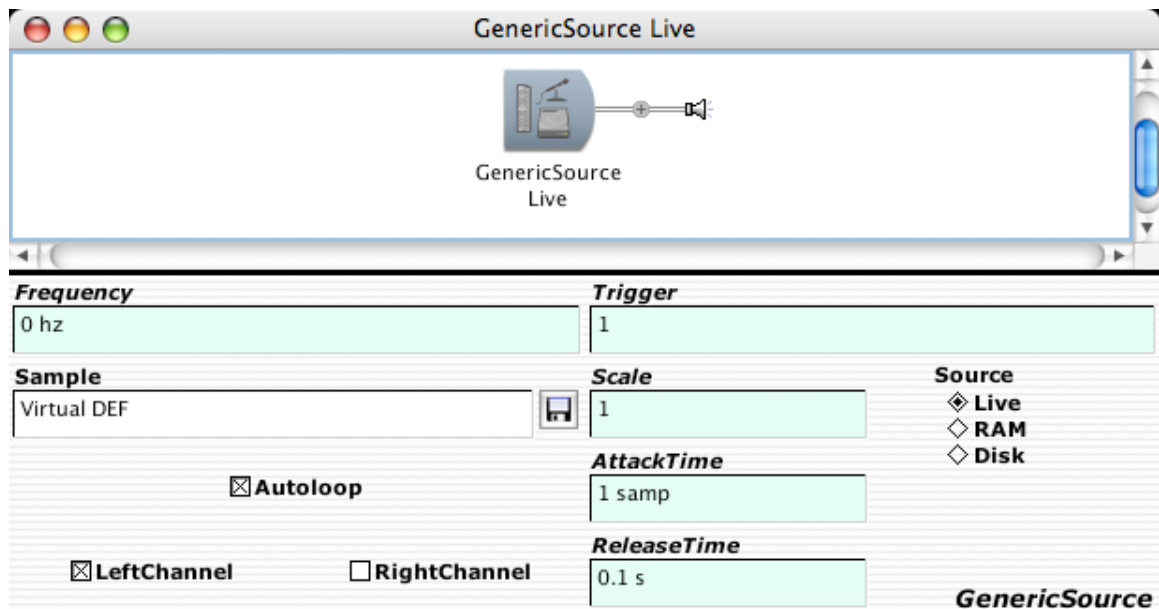 GenericSource Live
GenericSource
Live
Frequency
0 hz
Trigger
1
Sample
Virtual DEF
Scale
1
Source
Live
RAM
Disk
AttackTime
1 samp
Autoloop
ReleaseTime
0.1 s
LeftChannel
RightChannel
GenericSource